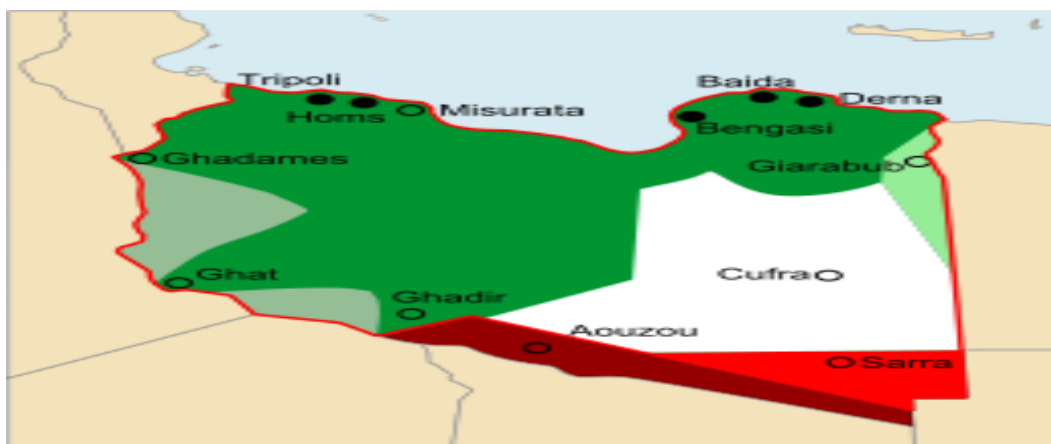 Tripoli
Baida
Derna
Homs
Misurata
Bengasi
Ghadames
Giarabub
Ghat
Cufra
Ghadir
Aouzou
Sarra